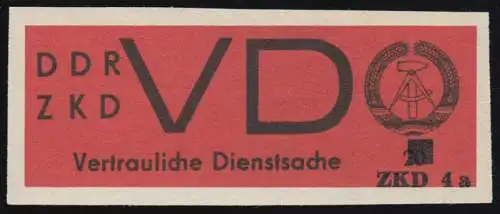 DDR
ZKD
VD
Vertrauliche Dienstsache
ZKD 4 a